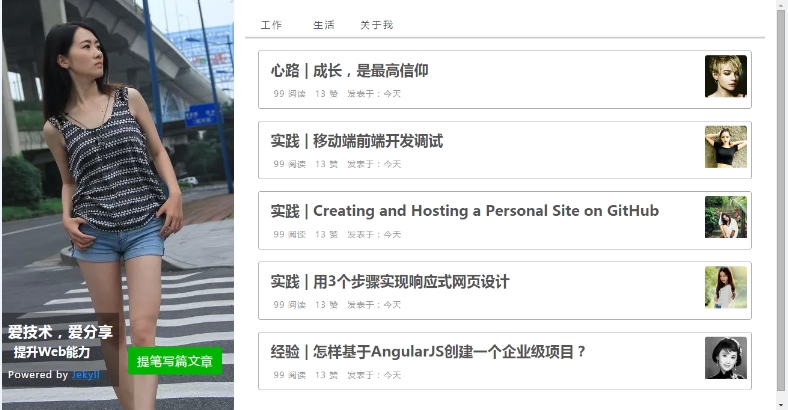 工作 生活 关于我
心路 | 成长，是最高信仰
99 阅读 13 赞 发表于：今天
实践 | 移动端前端开发调试
99 阅读 13 赞 发表于：今天
实践 | Creating and Hosting a Personal Site on GitHub
99 阅读 13 赞 发表于：今天
实践 | 用3个步骤实现响应式网页设计
99 阅读 13 赞 发表于：今天
经验 | 怎样基于AngularJS创建一个企业级项目？
99 阅读 13 赞 发表于：今天
爱技术，爱分享
提升Web能力
Powered by Jekyll
提笔写篇文章